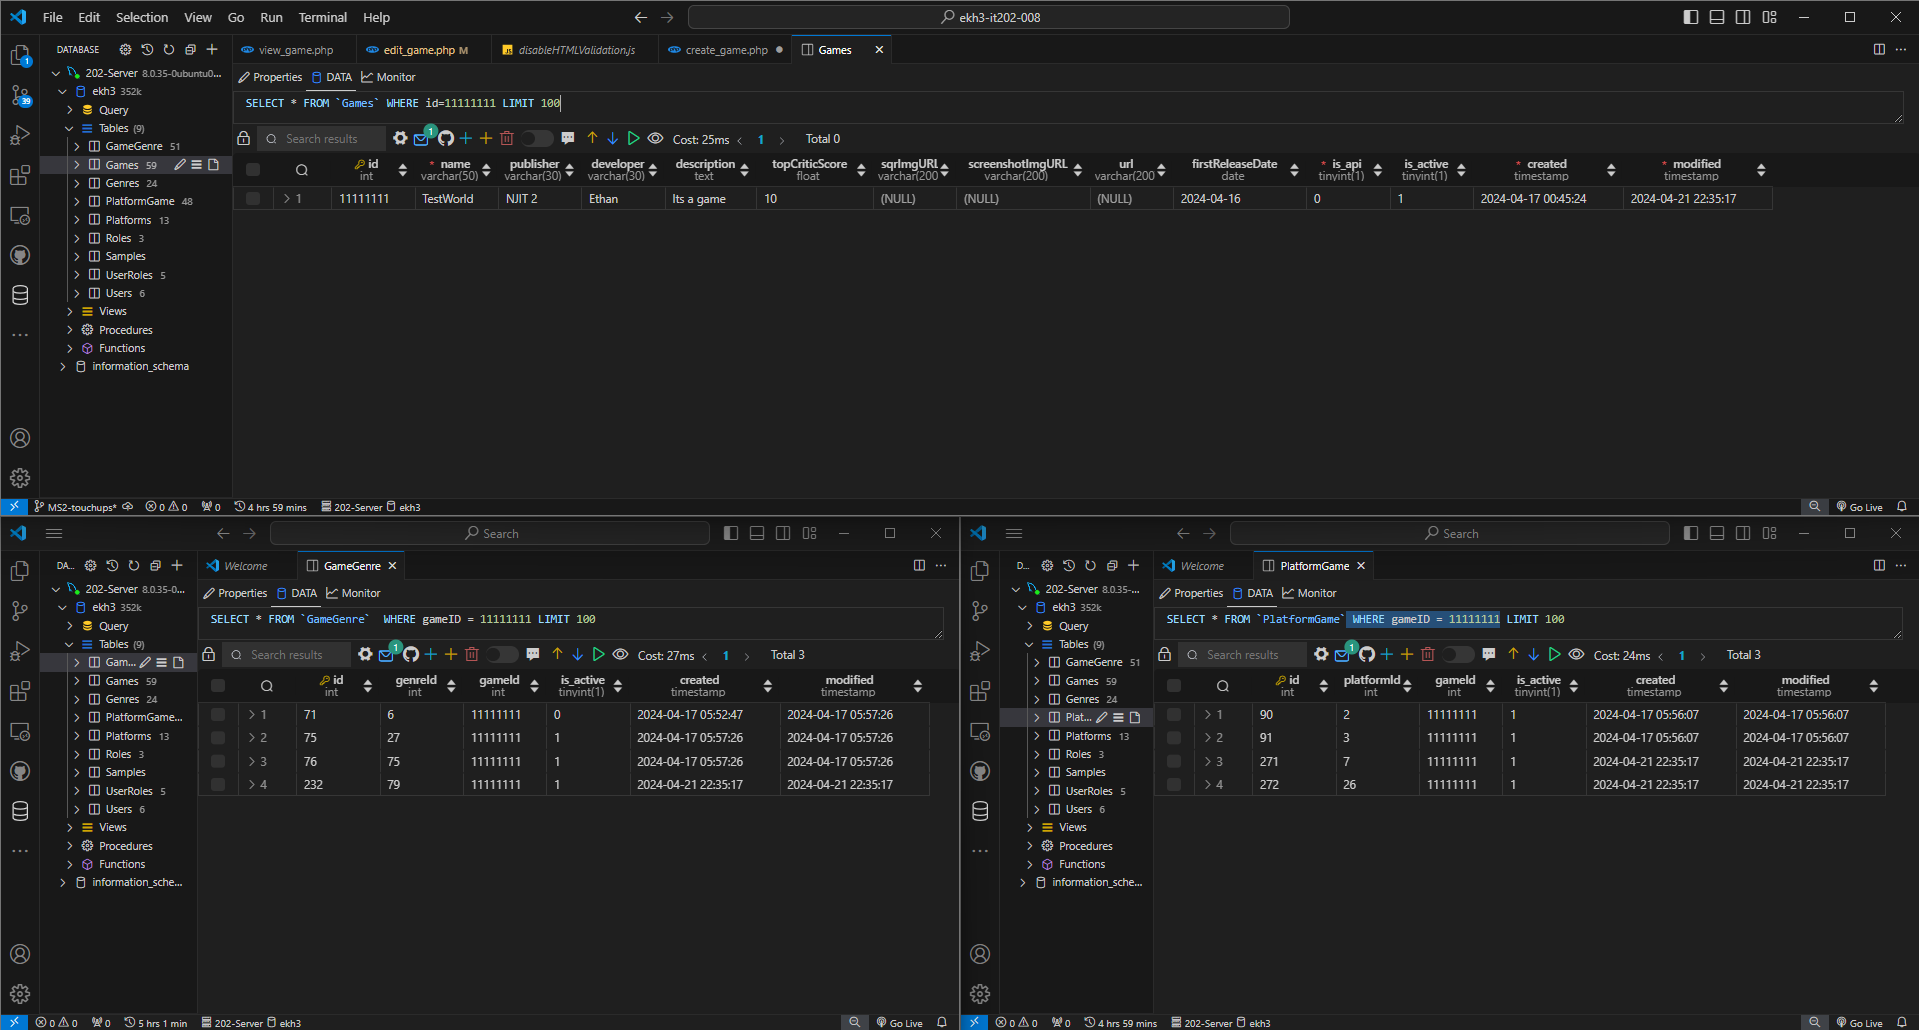 File Edit Selection View Go Run Terminal Help ekh3-it202-008
DATABASE view_game.php edit_game.php M disableHTMLValidation.js create_game.php Games
202-Server 8.0.35-0ubuntu0...
ekh3 352k
Query
Tables (9)
GameGenre 51
Games 59
Genres 24
PlatformGame 48
Platforms 13
Roles 3
Samples
UserRoles 5
Users 6
Views
Procedures
Functions
information_schema
1
39
Properties DATA Monitor
SELECT * FROM `Games` WHERE id=11111111 LIMIT 100
Search results 1 Cost: 25ms 1 Total 0
id int * name varchar(50) publisher varchar(30) developer varchar(30) description text topCriticScore float sqrImgURL varchar(200 screenshotImgURL varchar(200) url varchar(200 firstReleaseDate date * is_api tinyint(1) is_active tinyint(1) * created timestamp * modified timestamp
1 11111111 TestWorld NJIT 2 Ethan Its a game 10 (NULL) (NULL) (NULL) 2024-04-16 0 1 2024-04-17 00:45:24 2024-04-21 22:35:17
MS2-touchups* 0 0 0 4 hrs 59 mins 202-Server ekh3 Go Live
Search
DA... Welcome GameGenre
202-Server 8.0.35-0...
ekh3 352k
Query
Tables (9)
Gam...
Games 59
Genres 24
PlatformGame...
Platforms 13
Roles 3
Samples
UserRoles 5
Users 6
Views
Procedures
Functions
information_sche...
Properties DATA Monitor
SELECT * FROM `GameGenre` WHERE gameID = 11111111 LIMIT 100
Search results 1 Cost: 27ms 1 Total 3
id int genreId int gameId int is_active tinyint(1) created timestamp modified timestamp
1 71 6 11111111 0 2024-04-17 05:52:47 2024-04-17 05:57:26
2 75 27 11111111 1 2024-04-17 05:57:26 2024-04-17 05:57:26
3 76 75 11111111 1 2024-04-17 05:57:26 2024-04-17 05:57:26
4 232 79 11111111 1 2024-04-21 22:35:17 2024-04-21 22:35:17
0 0 0 5 hrs 1 min 202-Server ekh3 Go Live
Search
D... Welcome PlatformGame
202-Server 8.0.35-...
ekh3 352k
Query
Tables (9)
GameGenre 51
Games 59
Genres 24
Plat...
Platforms 13
Roles 3
Samples
UserRoles 5
Users 6
Views
Procedures
Functions
information_sche...
Properties DATA Monitor
SELECT * FROM `PlatformGame` WHERE gameID = 11111111 LIMIT 100
Search results 1 Cost: 24ms 1 Total 3
id int platformId int gameId int is_active tinyint(1) created timestamp modified timestamp
1 90 2 11111111 1 2024-04-17 05:56:07 2024-04-17 05:56:07
2 91 3 11111111 1 2024-04-17 05:56:07 2024-04-17 05:56:07
3 271 7 11111111 1 2024-04-21 22:35:17 2024-04-21 22:35:17
4 272 26 11111111 1 2024-04-21 22:35:17 2024-04-21 22:35:17
0 0 0 4 hrs 59 mins 202-Server ekh3 Go Live